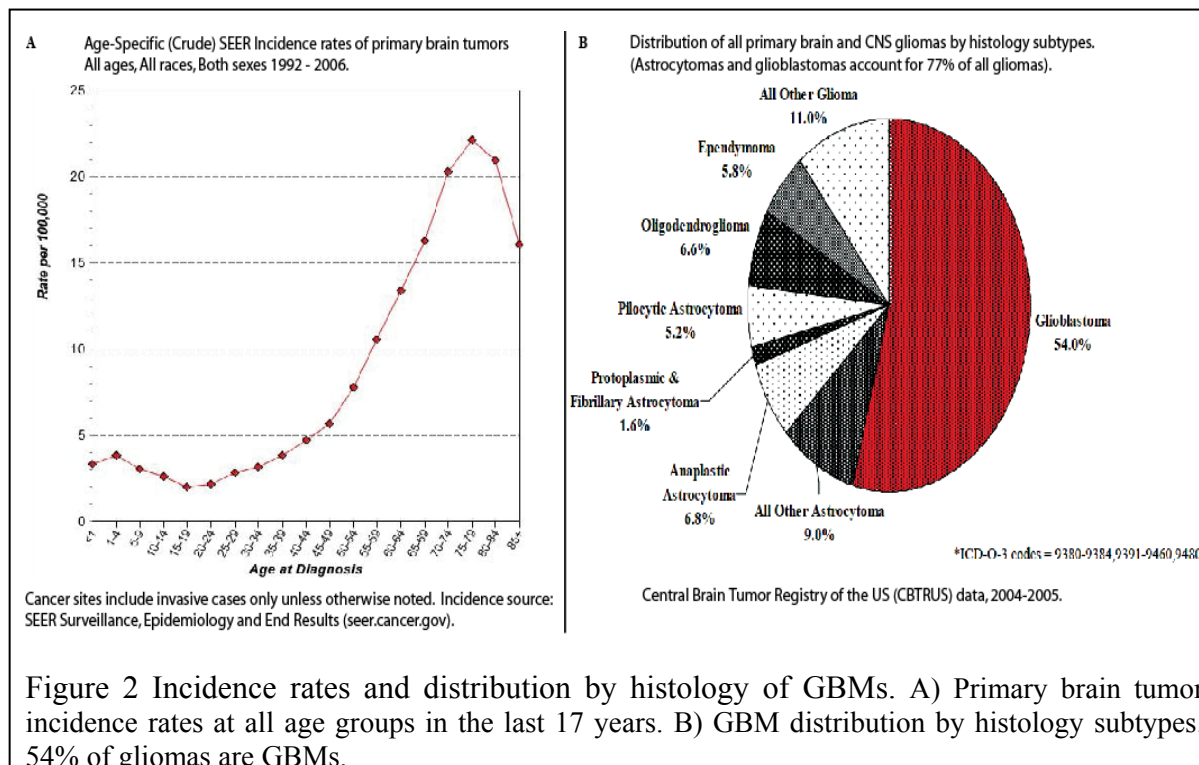 A Age-Specific (Crude) SEER Incidence rates of primary brain tumors
All ages, All races, Both sexes 1992 - 2006.
25
20
15
10
5
0
Rate per 100,000
<1
1-4
5-9
10-14
15-19
20-24
25-29
30-34
35-39
40-44
45-49
50-54
55-59
60-64
65-69
70-74
75-79
80-84
85+
Age at Diagnosis
Cancer sites include invasive cases only unless otherwise noted. Incidence source:
SEER Surveillance, Epidemiology and End Results (seer.cancer.gov).
B Distribution of all primary brain and CNS gliomas by histology subtypes.
(Astrocytomas and glioblastomas account for 77% of all gliomas).
All Other Glioma
11.0%
Ependymoma
5.8%
Oligodendroglioma
6.6%
Pilocytic Astrocytoma
5.2%
Protoplasmic &
Fibrillary Astrocytoma
1.6%
Anaplastic
Astrocytoma
6.8%
All Other Astrocytoma
9.0%
Glioblastoma
54.0%
*ICD-O-3 codes = 9380-9384,9391-9460,9480
Central Brain Tumor Registry of the US (CBTRUS) data, 2004-2005.
Figure 2 Incidence rates and distribution by histology of GBMs. A) Primary brain tumor
incidence rates at all age groups in the last 17 years. B) GBM distribution by histology subtypes.
54% of gliomas are GBMs.